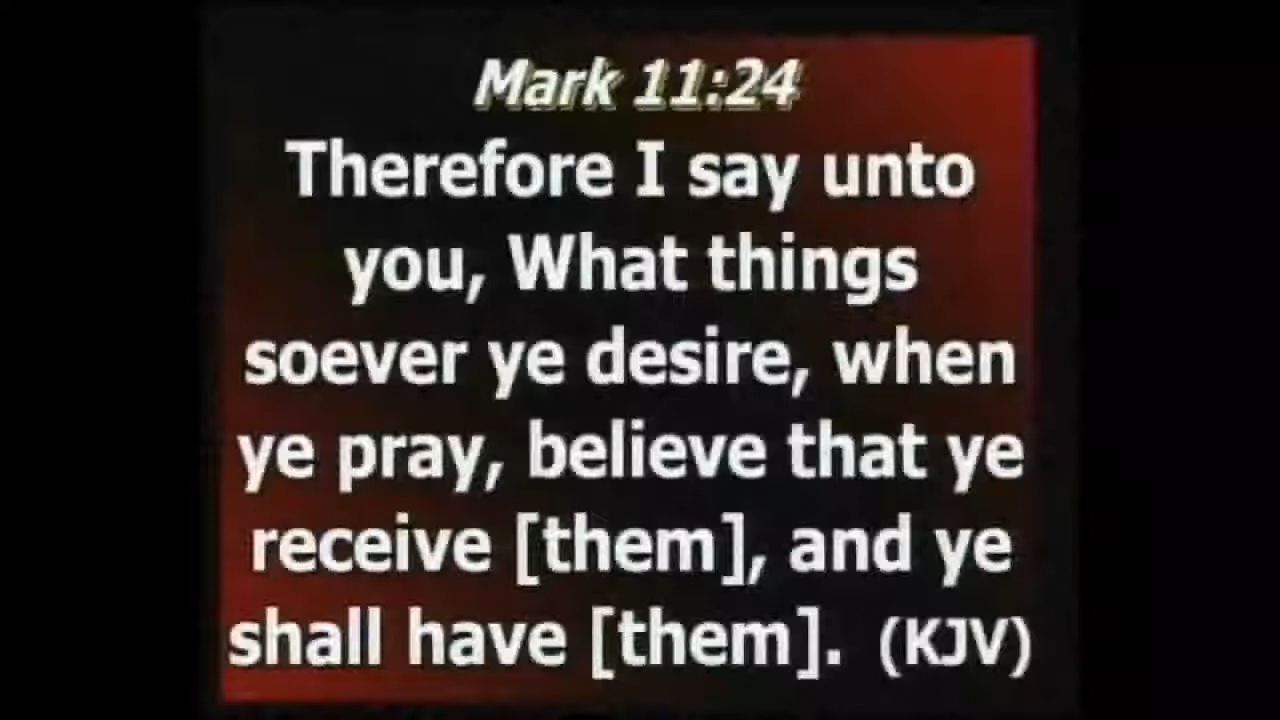 Mark 11:24
Therefore I say unto
you, What things
soever ye desire, when
ye pray, believe that ye
receive [them], and ye
shall have [them]. (KJV)